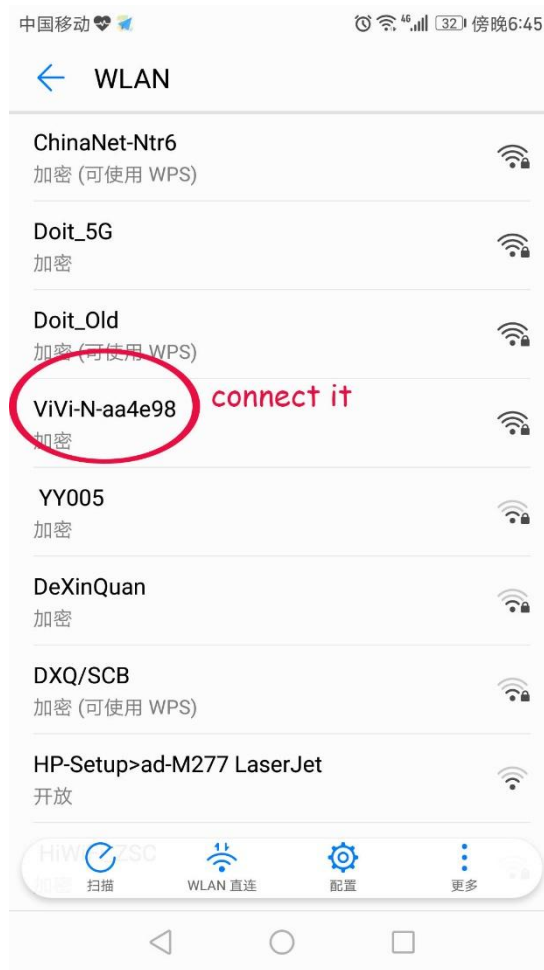 中国移动 46 32 傍晚6:45
WLAN
ChinaNet-Ntr6
加密 (可使用 WPS)
Doit_5G
加密
Doit_Old
加密 (可使用 WPS)
connect it
ViVi-N-aa4e98
加密
YY005
加密
DeXinQuan
加密
DXQ/SCB
加密 (可使用 WPS)
HP-Setup>ad-M277 LaserJet
开放
扫描 WLAN 直连 配置 更多